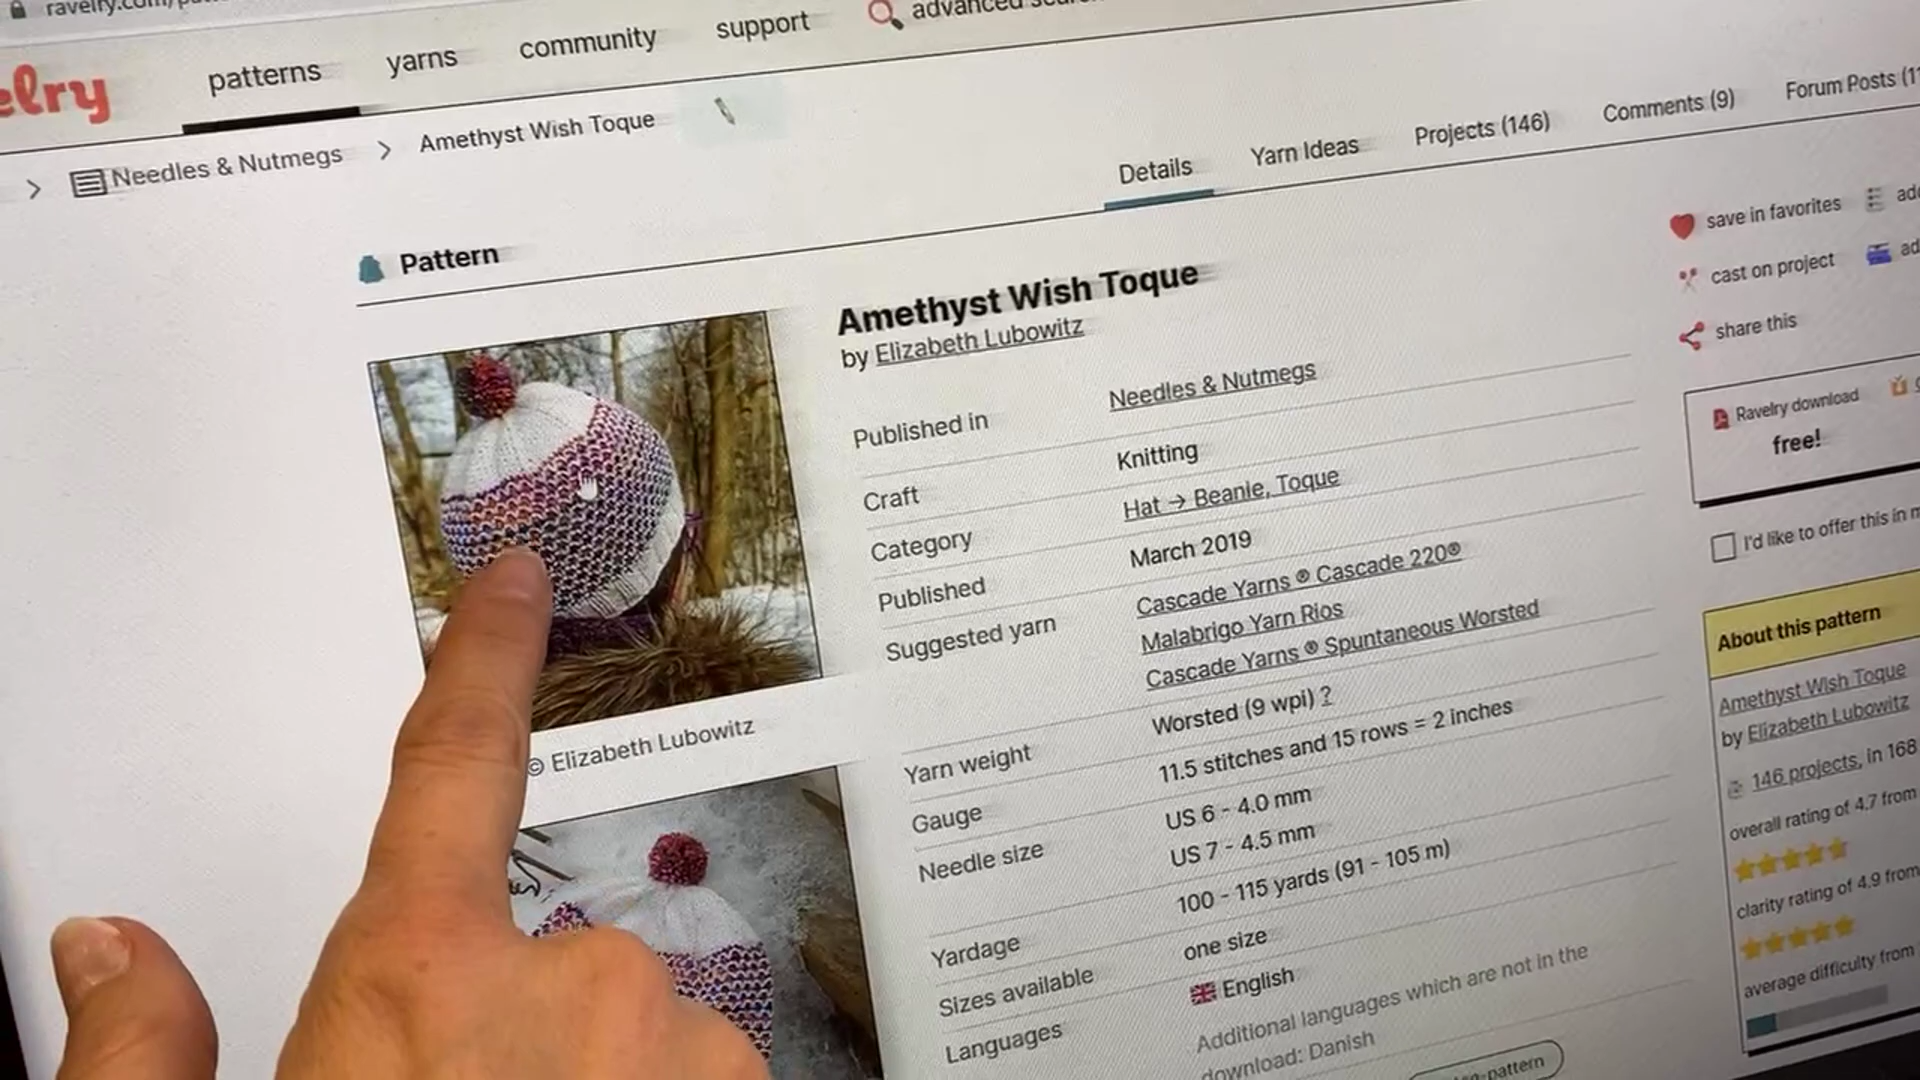 patterns yarns community support advanced
Needles & Nutmegs > Amethyst Wish Toque
Details Yarn Ideas Projects (146) Comments (9) Forum Posts
Pattern
Amethyst Wish Toque
by Elizabeth Lubowitz
Published in Needles & Nutmegs
Craft Knitting
Category Hat → Beanie, Toque
Published March 2019
Suggested yarn Cascade Yarns ® Cascade 220®
Malabrigo Yarn Rios
Cascade Yarns ® Spuntaneous Worsted
Yarn weight Worsted (9 wpi) ?
Gauge 11.5 stitches and 15 rows = 2 inches
Needle size US 6 - 4.0 mm
US 7 - 4.5 mm
Yardage 100 - 115 yards (91 - 105 m)
Sizes available one size
Languages English
Additional languages which are not in the
download: Danish
© Elizabeth Lubowitz
save in favorites
cast on project
share this
Ravelry download
free!
I'd like to offer this in
About this pattern
Amethyst Wish Toque
by Elizabeth Lubowitz
146 projects, in 168
overall rating of 4.7 from
clarity rating of 4.9 from
average difficulty from